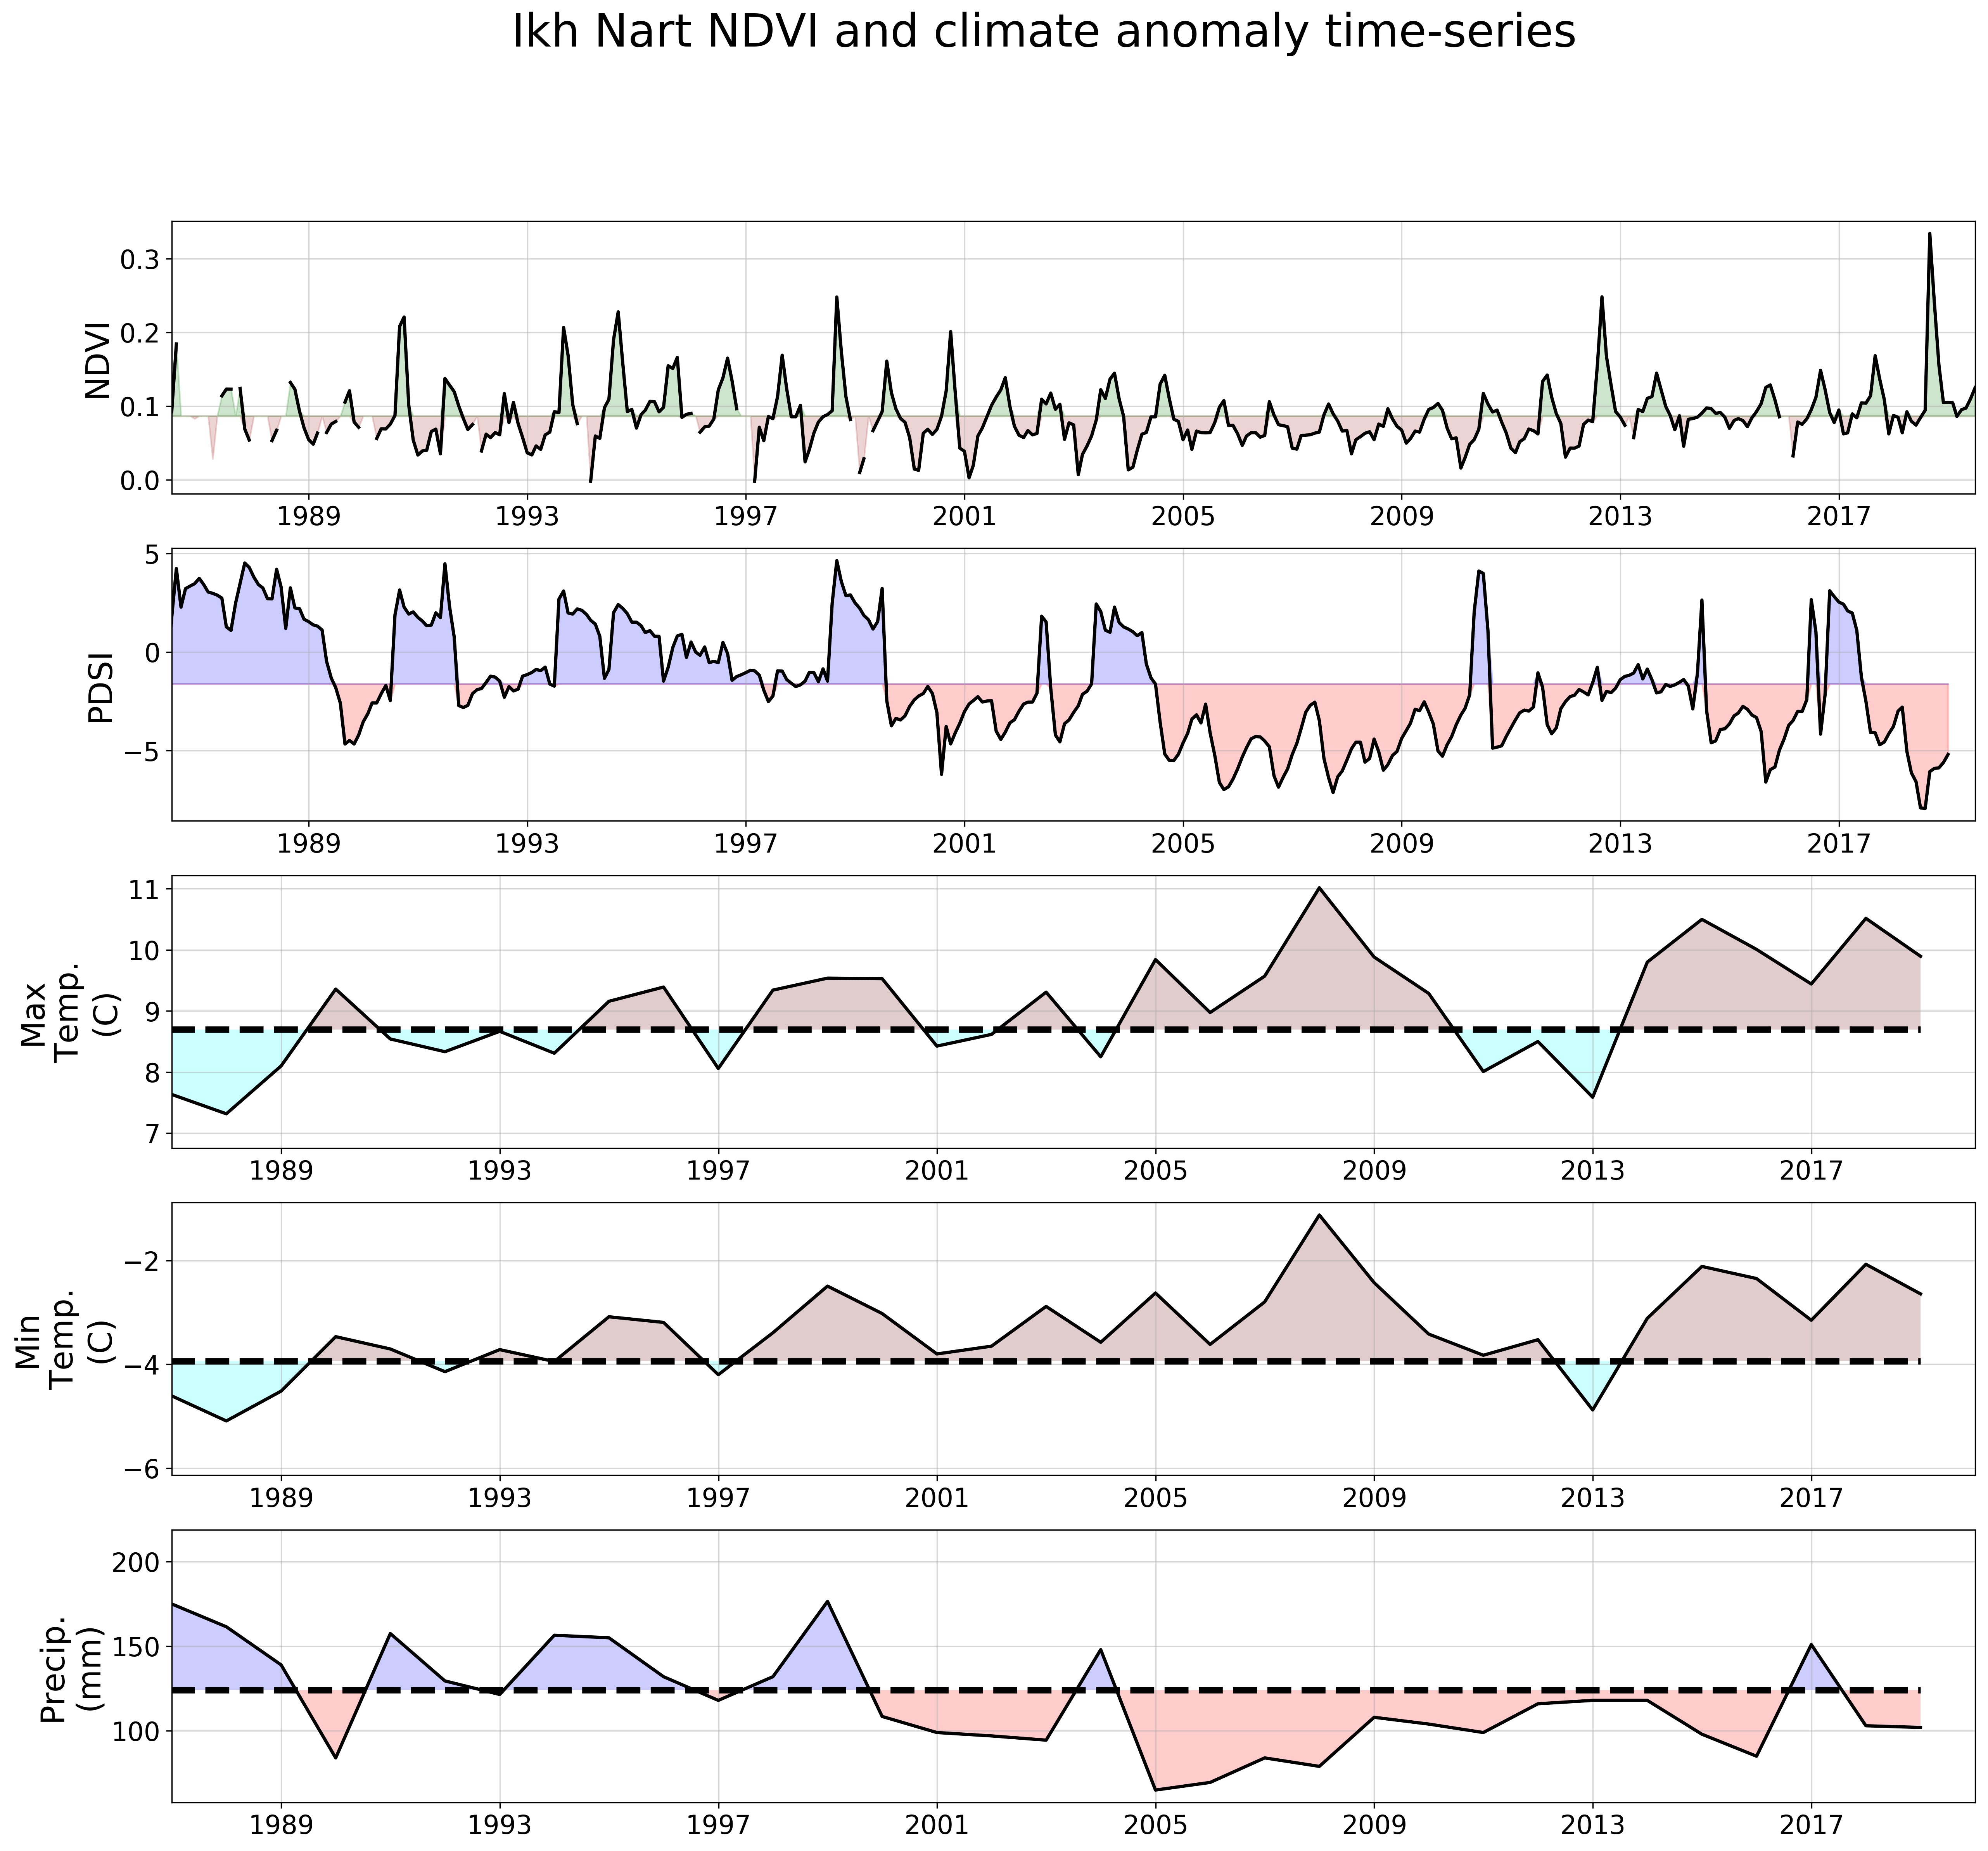 Ikh Nart NDVI and climate anomaly time-series
NDVI
0.3
0.2
0.1
0.0
1989 1993 1997 2001 2005 2009 2013 2017
PDSI
5
0
−5
1989 1993 1997 2001 2005 2009 2013 2017
Max
Temp.
(C)
11
10
9
8
7
1989 1993 1997 2001 2005 2009 2013 2017
Min
Temp.
(C)
−2
−4
−6
1989 1993 1997 2001 2005 2009 2013 2017
Precip.
(mm)
200
150
100
1989 1993 1997 2001 2005 2009 2013 2017